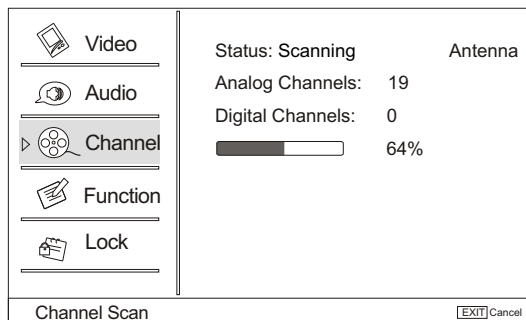 Video
Audio
Channel
Function
Lock
Status: Scanning Antenna
Analog Channels: 19
Digital Channels: 0
64%
Channel Scan
EXIT Cancel